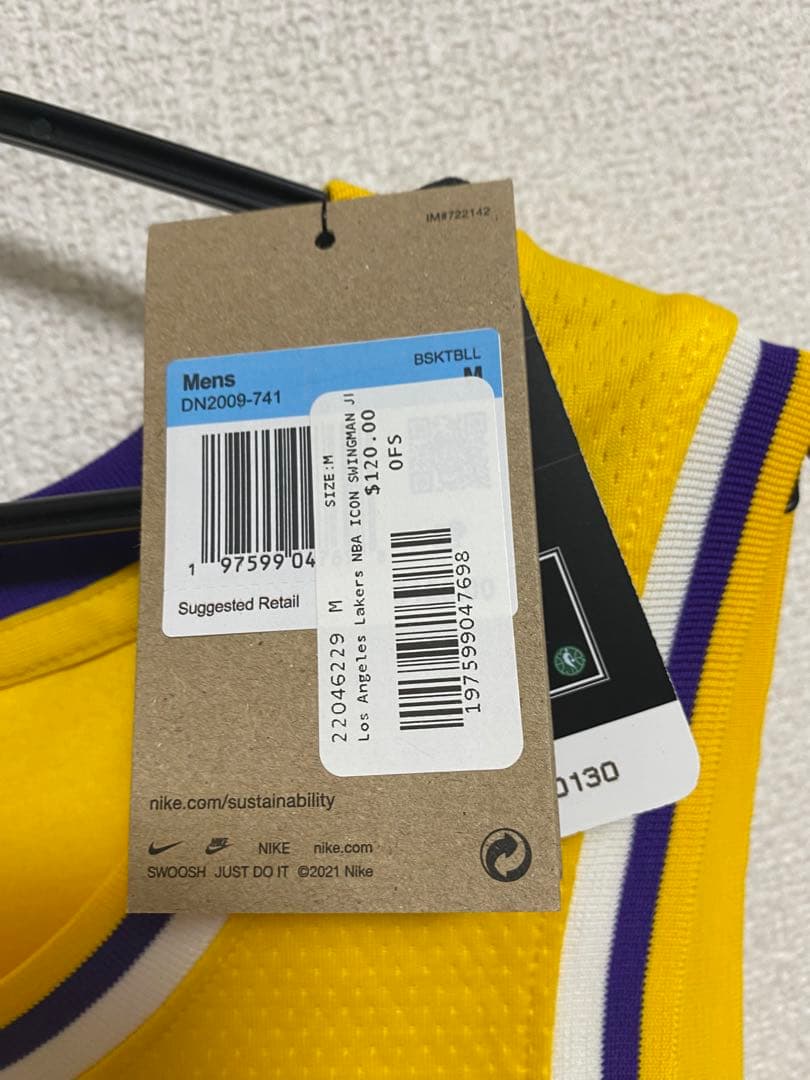 IM#722142
BSKTBLL
Mens
M
DN2009-741
1 97599 04
Suggested Retail
22046229 M
SIZE:M
Los Angeles Lakers NBA ICON SWINGMAN JE
$120.00
OFS
197599047698
0130
nike.com/sustainability
NIKE nike.com
SWOOSH JUST DO IT ©2021 Nike